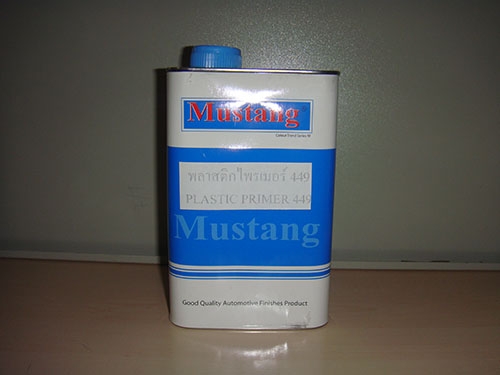 Mustang®
พลาสติกไพรเมอร์ 449
PLASTIC PRIMER 449
Mustang
Good Quality Automotive Finishes Product